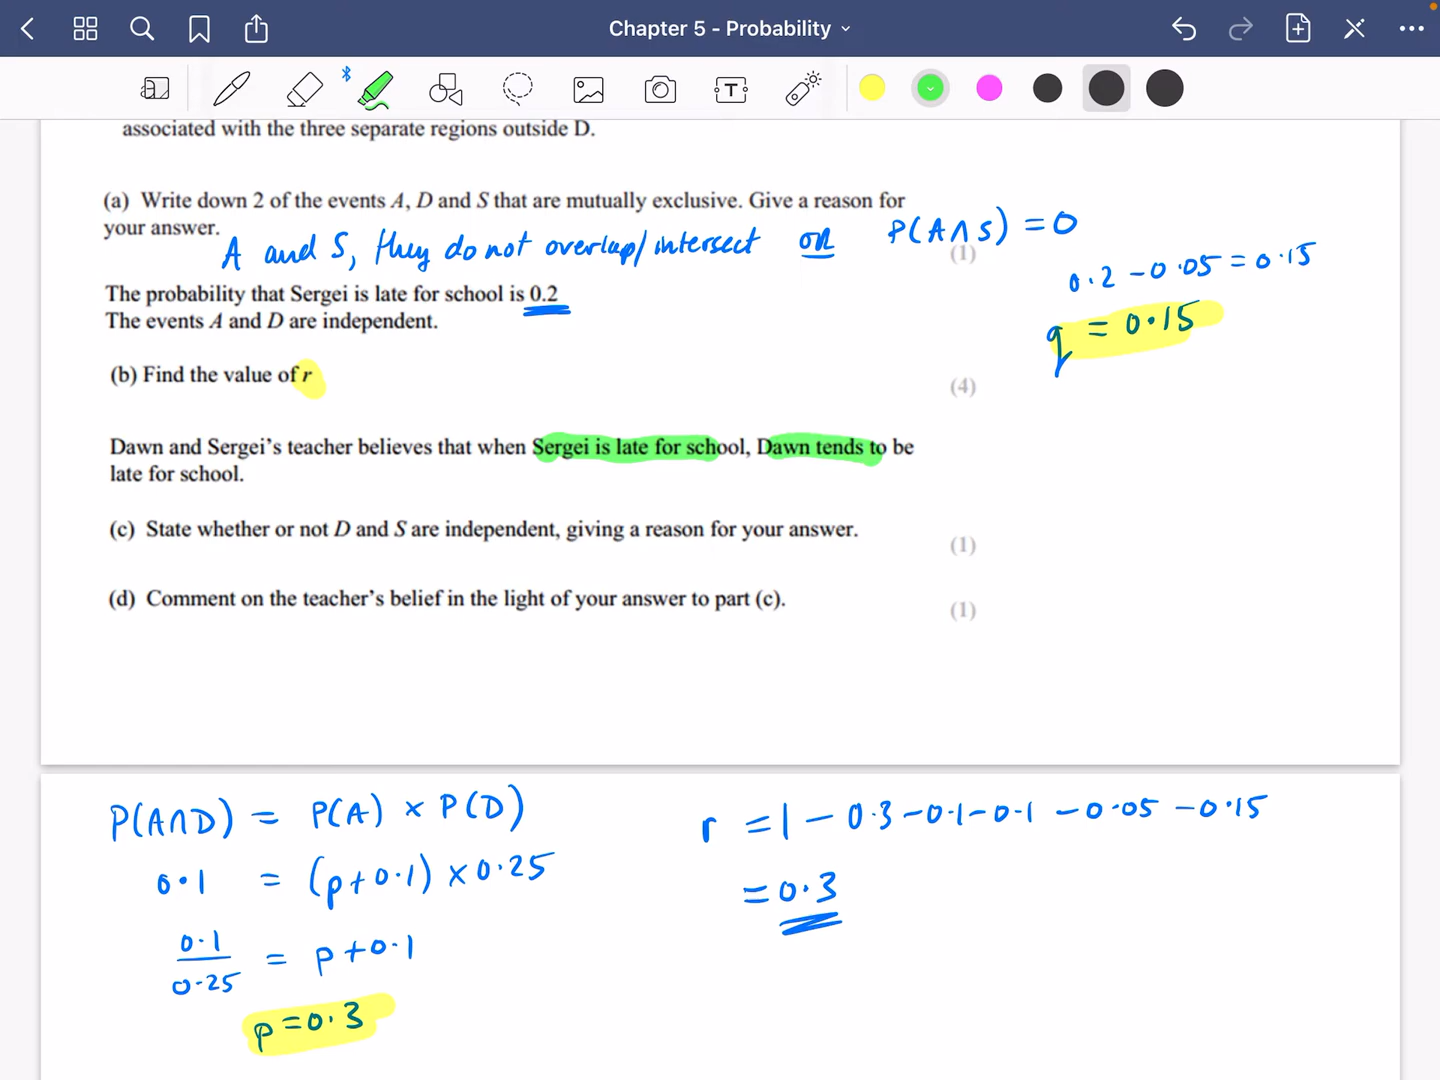 Chapter 5 - Probability
T
associated with the three separate regions outside D.
(a) Write down 2 of the events A, D and S that are mutually exclusive. Give a reason for
your answer.
A and S, they do not overlap/intersect or P(A∩S) = 0
(1)
0.2 - 0.05 = 0.15
The probability that Sergei is late for school is 0.2
The events A and D are independent.
q = 0.15
(b) Find the value of r
(4)
Dawn and Sergei's teacher believes that when Sergei is late for school, Dawn tends to be
late for school.
(c) State whether or not D and S are independent, giving a reason for your answer.
(1)
(d) Comment on the teacher's belief in the light of your answer to part (c).
(1)
P(A∩D) = P(A) × P(D)
0.1 = (p+0.1) × 0.25
0.1/0.25 = p+0.1
p=0.3
r = 1 - 0.3 - 0.1 - 0.1 - 0.05 - 0.15
= 0.3